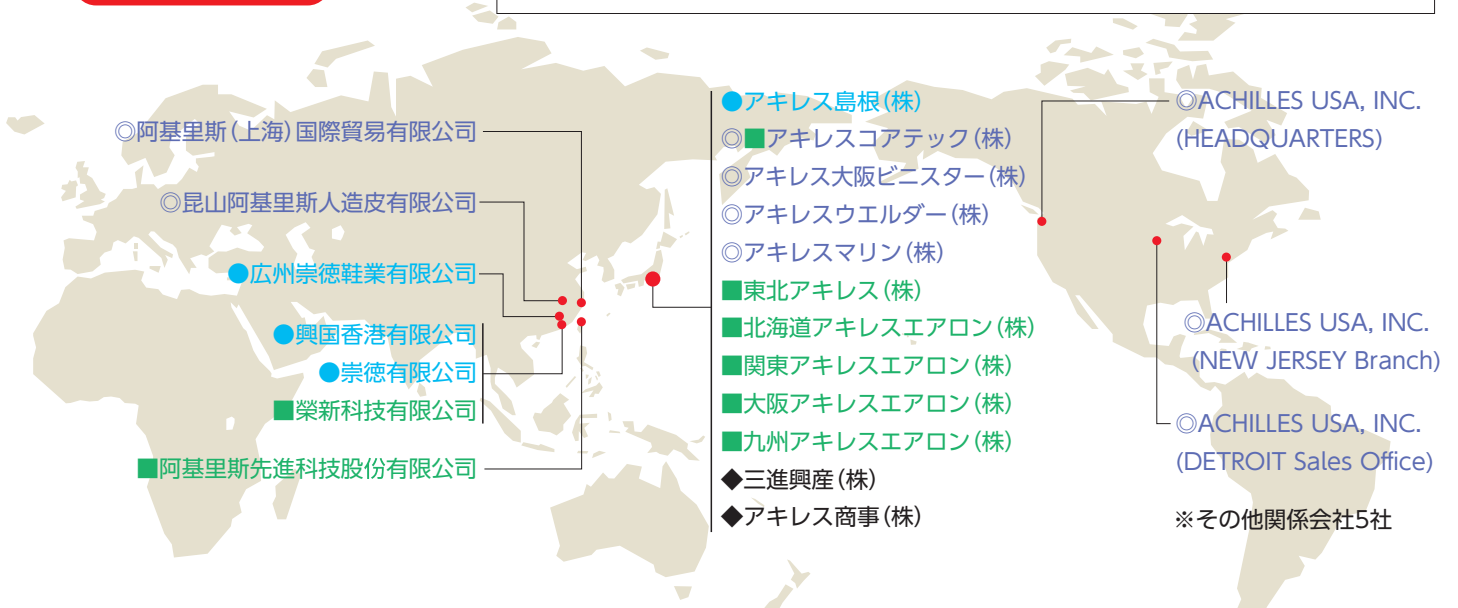 ◎阿基里斯(上海)国際貿易有限公司
◎昆山阿基里斯人造皮有限公司
●広州崇徳鞋業有限公司
●興国香港有限公司
●崇徳有限公司
■榮新科技有限公司
■阿基里斯先進科技股份有限公司
●アキレス島根(株)
◎■アキレスコアテック(株)
◎アキレス大阪ビニスター(株)
◎アキレスウエルダー(株)
◎アキレスマリン(株)
■東北アキレス(株)
■北海道アキレスエアロン(株)
■関東アキレスエアロン(株)
■大阪アキレスエアロン(株)
■九州アキレスエアロン(株)
◆三進興産(株)
◆アキレス商事(株)
◎ACHILLES USA, INC.
(HEADQUARTERS)
◎ACHILLES USA, INC.
(NEW JERSEY Branch)
◎ACHILLES USA, INC.
(DETROIT Sales Office)
※その他関係会社5社